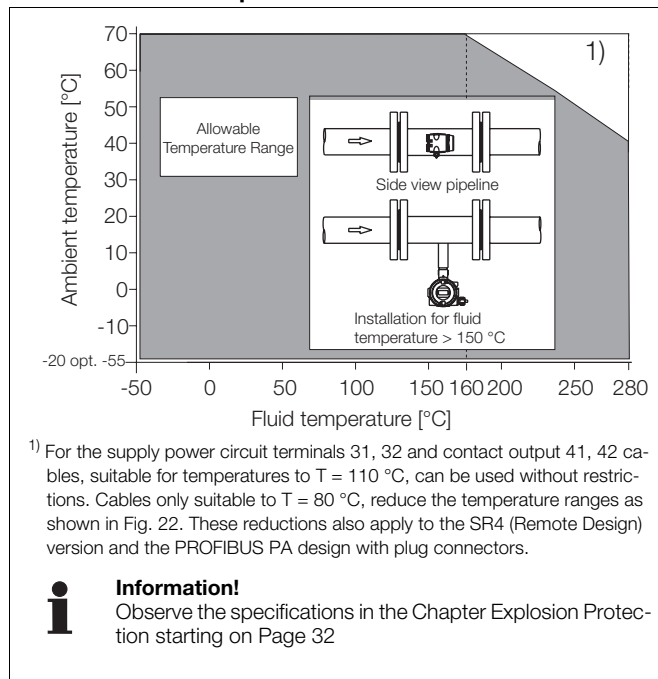 70
60
50
40
30
20
10
0
-10
-20 opt. -55
Ambient temperature [°C]
1)
Allowable
Temperature Range
Side view pipeline
Installation for fluid
temperature > 150 °C
-50 0 50 100 150 160 200 250 280
Fluid temperature [°C]
1) For the supply power circuit terminals 31, 32 and contact output 41, 42 ca-
bles, suitable for temperatures to T = 110 °C, can be used without restric-
tions. Cables only suitable to T = 80 °C, reduce the temperature ranges as
shown in Fig. 22. These reductions also apply to the SR4 (Remote Design)
version and the PROFIBUS PA design with plug connectors.
i
Information!
Observe the specifications in the Chapter Explosion Protec-
tion starting on Page 32